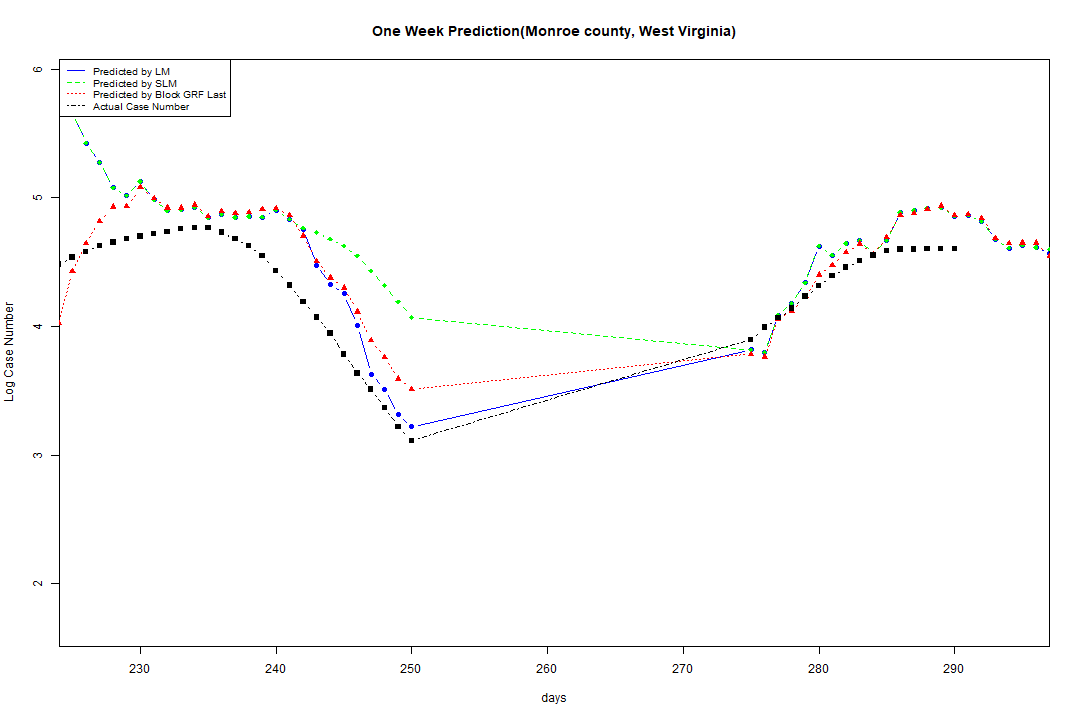 One Week Prediction(Monroe county, West Virginia)
Predicted by LM
Predicted by SLM
Predicted by Block GRF Last
Actual Case Number
6
5
4
3
2
Log Case Number
230 240 250 260 270 280 290
days